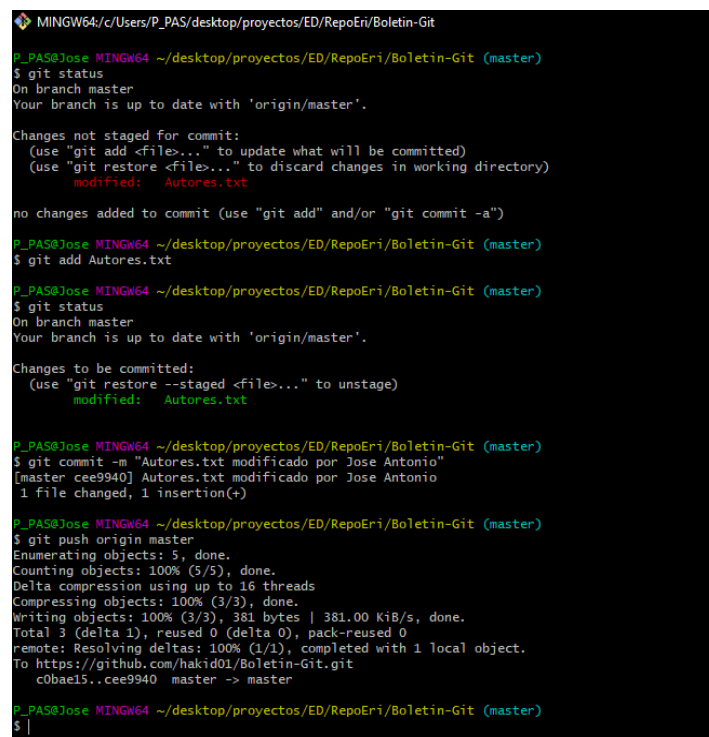 MINGW64:/c/Users/P_PAS/desktop/proyectos/ED/RepoEri/Boletin-Git
P_PAS@Jose MINGW64 ~/desktop/proyectos/ED/RepoEri/Boletin-Git (master)
$ git status
On branch master
Your branch is up to date with 'origin/master'.
Changes not staged for commit:
(use "git add <file>..." to update what will be committed)
(use "git restore <file>..." to discard changes in working directory)
modified: Autores.txt
no changes added to commit (use "git add" and/or "git commit -a")
P_PAS@Jose MINGW64 ~/desktop/proyectos/ED/RepoEri/Boletin-Git (master)
$ git add Autores.txt
P_PAS@Jose MINGW64 ~/desktop/proyectos/ED/RepoEri/Boletin-Git (master)
$ git status
On branch master
Your branch is up to date with 'origin/master'.
Changes to be committed:
(use "git restore --staged <file>..." to unstage)
modified: Autores.txt
P_PAS@Jose MINGW64 ~/desktop/proyectos/ED/RepoEri/Boletin-Git (master)
$ git commit -m "Autores.txt modificado por Jose Antonio"
[master cee9940] Autores.txt modificado por Jose Antonio
1 file changed, 1 insertion(+)
P_PAS@Jose MINGW64 ~/desktop/proyectos/ED/RepoEri/Boletin-Git (master)
$ git push origin master
Enumerating objects: 5, done.
Counting objects: 100% (5/5), done.
Delta compression using up to 16 threads
Compressing objects: 100% (3/3), done.
Writing objects: 100% (3/3), 381 bytes | 381.00 KiB/s, done.
Total 3 (delta 1), reused 0 (delta 0), pack-reused 0
remote: Resolving deltas: 100% (1/1), completed with 1 local object.
To https://github.com/hakid01/Boletin-Git.git
c0bae15..cee9940 master -> master
P_PAS@Jose MINGW64 ~/desktop/proyectos/ED/RepoEri/Boletin-Git (master)
$